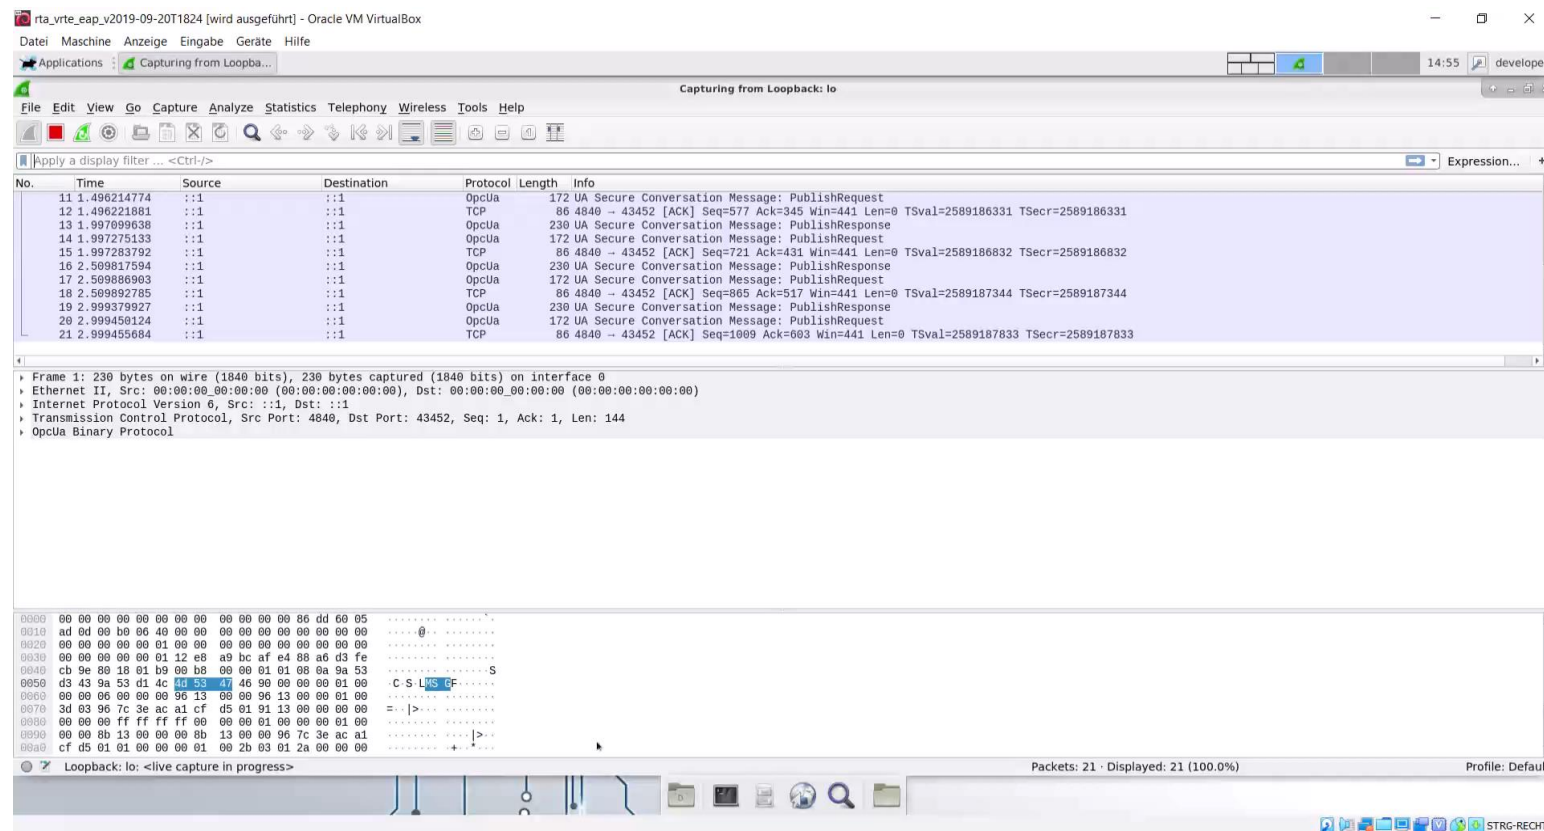 rta_vrte_eap_v2019-09-20T1824 [wird ausgeführt] - Oracle VM VirtualBox
Datei Maschine Anzeige Eingabe Geräte Hilfe
Applications Capturing from Loopba... 14:55 develope
Capturing from Loopback: lo
File Edit View Go Capture Analyze Statistics Telephony Wireless Tools Help
Apply a display filter ... <Ctrl-/> Expression... +
No. Time Source Destination Protocol Length Info
11 1.496214774 ::1 ::1 OpcUa 172 UA Secure Conversation Message: PublishRequest
12 1.496221881 ::1 ::1 TCP 86 4840 → 43452 [ACK] Seq=577 Ack=345 Win=441 Len=0 TSval=2589186331 TSecr=2589186331
13 1.997099638 ::1 ::1 OpcUa 230 UA Secure Conversation Message: PublishResponse
14 1.997275133 ::1 ::1 OpcUa 172 UA Secure Conversation Message: PublishRequest
15 1.997283792 ::1 ::1 TCP 86 4840 → 43452 [ACK] Seq=721 Ack=431 Win=441 Len=0 TSval=2589186832 TSecr=2589186832
16 2.509817594 ::1 ::1 OpcUa 230 UA Secure Conversation Message: PublishResponse
17 2.509886903 ::1 ::1 OpcUa 172 UA Secure Conversation Message: PublishRequest
18 2.509892785 ::1 ::1 TCP 86 4840 → 43452 [ACK] Seq=865 Ack=517 Win=441 Len=0 TSval=2589187344 TSecr=2589187344
19 2.999379927 ::1 ::1 OpcUa 230 UA Secure Conversation Message: PublishResponse
20 2.999450124 ::1 ::1 OpcUa 172 UA Secure Conversation Message: PublishRequest
21 2.999455684 ::1 ::1 TCP 86 4840 → 43452 [ACK] Seq=1009 Ack=603 Win=441 Len=0 TSval=2589187833 TSecr=2589187833
Frame 1: 230 bytes on wire (1840 bits), 230 bytes captured (1840 bits) on interface 0
Ethernet II, Src: 00:00:00_00:00:00 (00:00:00:00:00:00), Dst: 00:00:00_00:00:00 (00:00:00:00:00:00)
Internet Protocol Version 6, Src: ::1, Dst: ::1
Transmission Control Protocol, Src Port: 4840, Dst Port: 43452, Seq: 1, Ack: 1, Len: 144
OpcUa Binary Protocol
0000 00 00 00 00 00 00 00 00 00 00 00 00 86 dd 60 05 ········ ······`·
0010 ad 0d 00 b0 06 40 00 00 00 00 00 00 00 00 00 00 ·····@·· ········
0020 00 00 00 00 00 01 00 00 00 00 00 00 00 00 00 00 ········ ········
0030 00 00 00 00 00 01 12 e8 a9 bc af e4 88 a6 d3 fe ········ ········
0040 cb 9e 80 18 01 b9 00 b8 00 00 01 01 08 0a 9a 53 ········ ·······S
0050 d3 43 9a 53 d1 4c 4d 53 47 46 90 00 00 00 01 00 ·C·S·LMS GF······
0060 00 00 06 00 00 00 96 13 00 00 96 13 00 00 01 00 ········ ········
0070 3d 03 96 7c 3e ac a1 cf d5 01 91 13 00 00 00 00 =··|>··· ········
0080 00 00 00 ff ff ff ff 00 00 00 01 00 00 00 01 00 ········ ········
0090 00 00 8b 13 00 00 00 8b 13 00 00 96 7c 3e ac a1 ········ ····|>··
00a0 cf d5 01 01 00 00 00 01 00 2b 03 01 2a 00 00 00 ········ ·+··*···
Loopback: lo: <live capture in progress> Packets: 21 · Displayed: 21 (100.0%) Profile: Defaul
STRG-RECHT